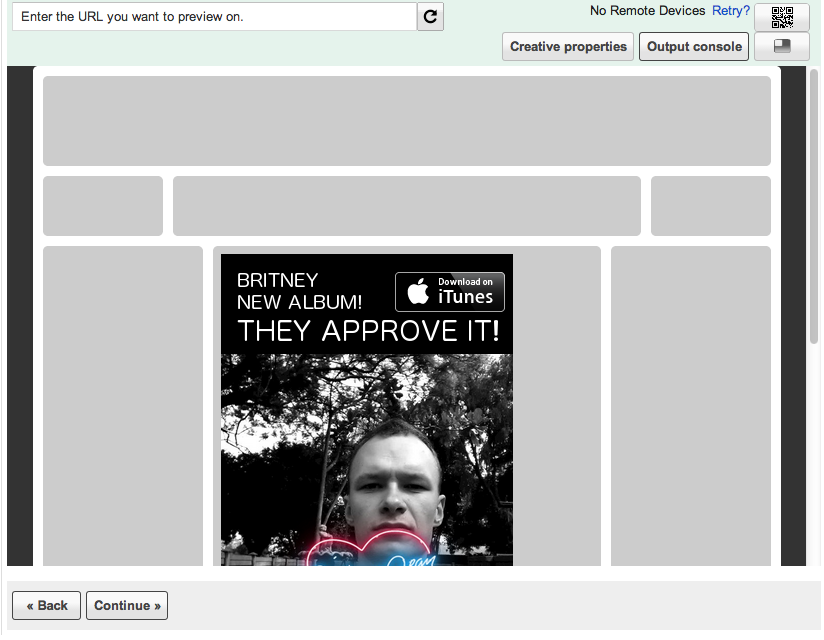 Enter the URL you want to preview on.
No Remote Devices Retry?
Creative properties
Output console
BRITNEY
NEW ALBUM!
THEY APPROVE IT!
Download on
iTunes
« Back
Continue »